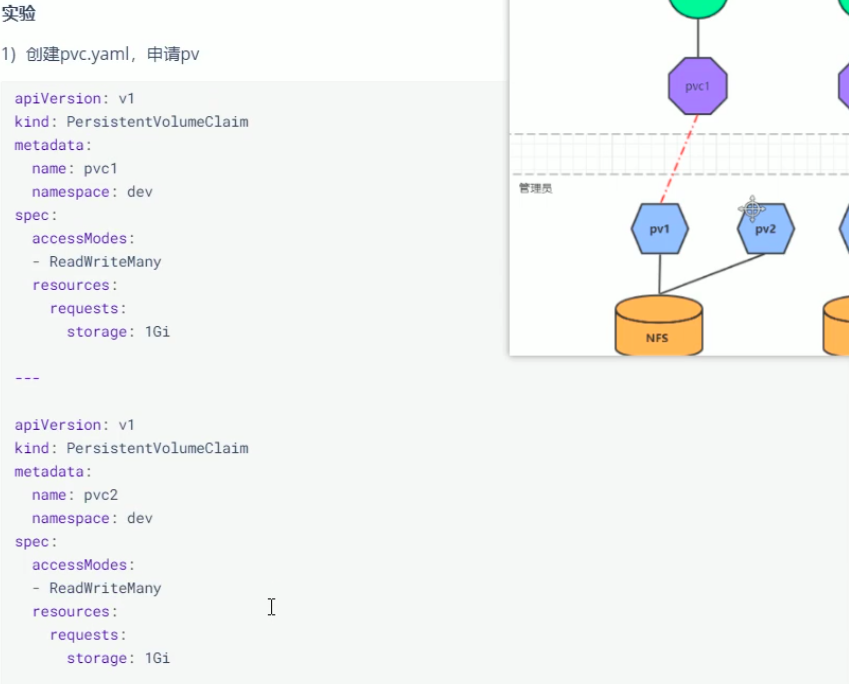 实验
1）创建pvc.yaml，申请pv
apiVersion: v1
kind: PersistentVolumeClaim
metadata:
  name: pvc1
  namespace: dev
spec:
  accessModes:
  - ReadWriteMany
  resources:
    requests:
      storage: 1Gi
---
apiVersion: v1
kind: PersistentVolumeClaim
metadata:
  name: pvc2
  namespace: dev
spec:
  accessModes:
  - ReadWriteMany
  resources:
    requests:
      storage: 1Gi
pvc1
管理员
pv1
pv2
NFS